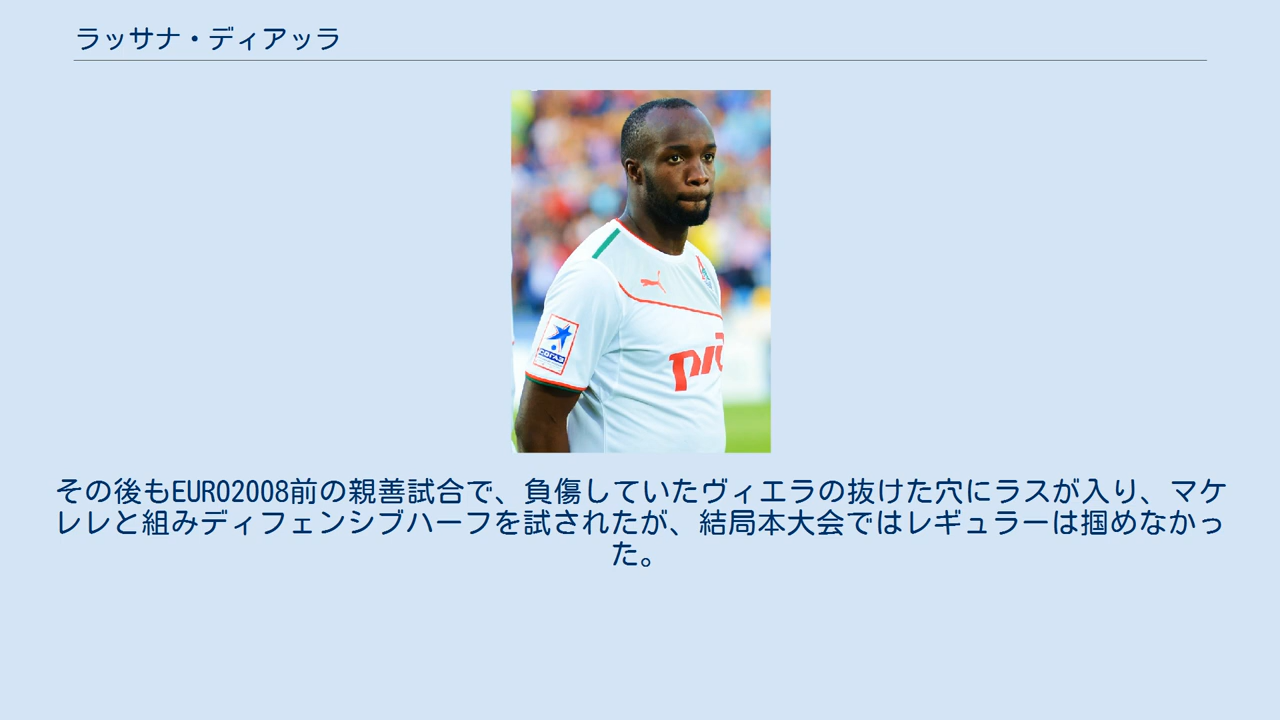 ラッサナ・ディアッラ
その後もEURO2008前の親善試合で、負傷していたヴィエラの抜けた穴にラスが入り、マケ
レレと組みディフェンシブハーフを試されたが、結局本大会ではレギュラーは掴めなかっ
た。